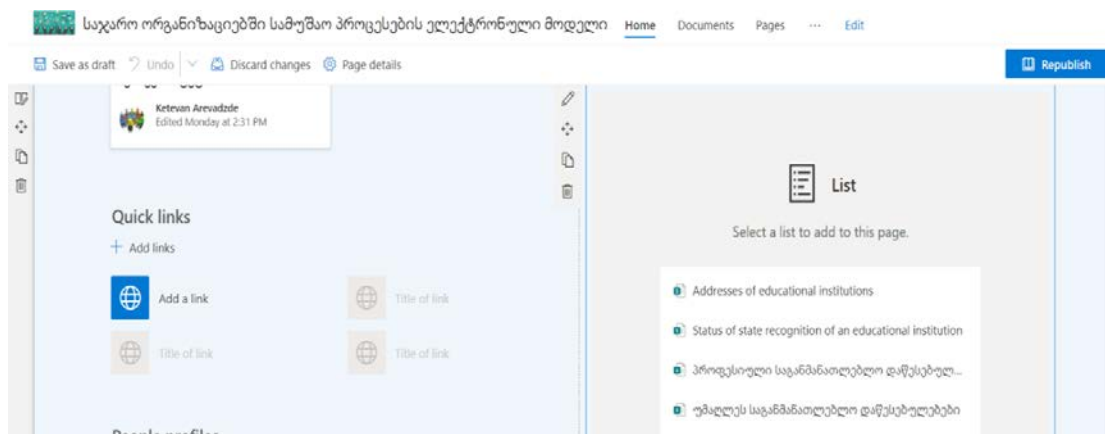 საჯარო ორგანიზაციებში სამუშაო პროცესების ელექტრონული მოდელი Home Documents Pages ... Edit
Save as draft Undo Discard changes Page details Republish
Ketevan Arevadzde
Edited Monday at 2:31 PM
Quick links
+ Add links
Add a link Title of link
Title of link Title of link
People profiles
List
Select a list to add to this page.
Addresses of educational institutions
Status of state recognition of an educational institution
პროფესიული საგანმანათლებლო დაწესებულ...
უმაღლეს საგანმანათლებლო დაწესებულებები